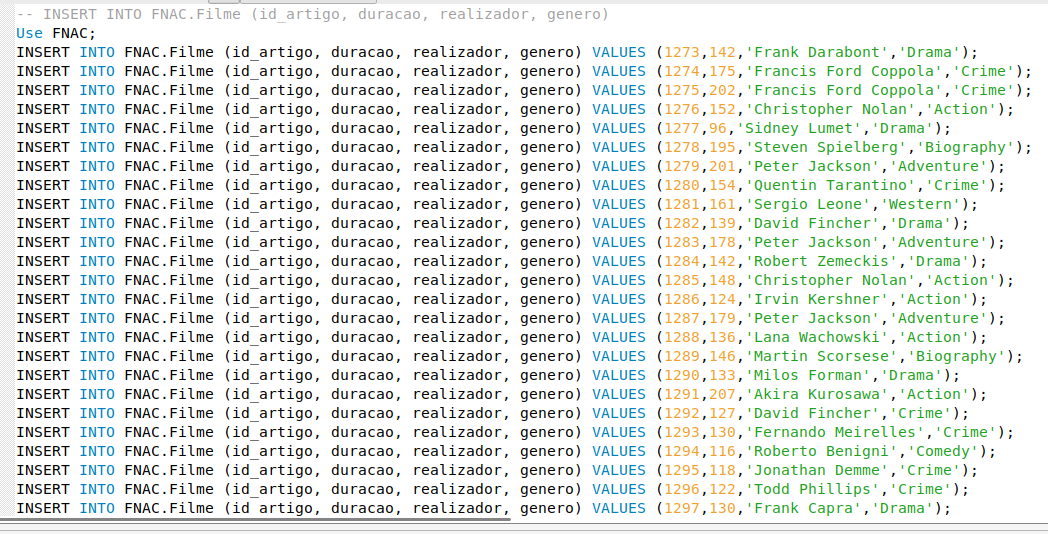 -- INSERT INTO FNAC.Filme (id_artigo, duracao, realizador, genero)
Use FNAC;
INSERT INTO FNAC.Filme (id_artigo, duracao, realizador, genero) VALUES (1273,142,'Frank Darabont','Drama');
INSERT INTO FNAC.Filme (id_artigo, duracao, realizador, genero) VALUES (1274,175,'Francis Ford Coppola','Crime');
INSERT INTO FNAC.Filme (id_artigo, duracao, realizador, genero) VALUES (1275,202,'Francis Ford Coppola','Crime');
INSERT INTO FNAC.Filme (id_artigo, duracao, realizador, genero) VALUES (1276,152,'Christopher Nolan','Action');
INSERT INTO FNAC.Filme (id_artigo, duracao, realizador, genero) VALUES (1277,96,'Sidney Lumet','Drama');
INSERT INTO FNAC.Filme (id_artigo, duracao, realizador, genero) VALUES (1278,195,'Steven Spielberg','Biography');
INSERT INTO FNAC.Filme (id_artigo, duracao, realizador, genero) VALUES (1279,201,'Peter Jackson','Adventure');
INSERT INTO FNAC.Filme (id_artigo, duracao, realizador, genero) VALUES (1280,154,'Quentin Tarantino','Crime');
INSERT INTO FNAC.Filme (id_artigo, duracao, realizador, genero) VALUES (1281,161,'Sergio Leone','Western');
INSERT INTO FNAC.Filme (id_artigo, duracao, realizador, genero) VALUES (1282,139,'David Fincher','Drama');
INSERT INTO FNAC.Filme (id_artigo, duracao, realizador, genero) VALUES (1283,178,'Peter Jackson','Adventure');
INSERT INTO FNAC.Filme (id_artigo, duracao, realizador, genero) VALUES (1284,142,'Robert Zemeckis','Drama');
INSERT INTO FNAC.Filme (id_artigo, duracao, realizador, genero) VALUES (1285,148,'Christopher Nolan','Action');
INSERT INTO FNAC.Filme (id_artigo, duracao, realizador, genero) VALUES (1286,124,'Irvin Kershner','Action');
INSERT INTO FNAC.Filme (id_artigo, duracao, realizador, genero) VALUES (1287,179,'Peter Jackson','Adventure');
INSERT INTO FNAC.Filme (id_artigo, duracao, realizador, genero) VALUES (1288,136,'Lana Wachowski','Action');
INSERT INTO FNAC.Filme (id_artigo, duracao, realizador, genero) VALUES (1289,146,'Martin Scorsese','Biography');
INSERT INTO FNAC.Filme (id_artigo, duracao, realizador, genero) VALUES (1290,133,'Milos Forman','Drama');
INSERT INTO FNAC.Filme (id_artigo, duracao, realizador, genero) VALUES (1291,207,'Akira Kurosawa','Action');
INSERT INTO FNAC.Filme (id_artigo, duracao, realizador, genero) VALUES (1292,127,'David Fincher','Crime');
INSERT INTO FNAC.Filme (id_artigo, duracao, realizador, genero) VALUES (1293,130,'Fernando Meirelles','Crime');
INSERT INTO FNAC.Filme (id_artigo, duracao, realizador, genero) VALUES (1294,116,'Roberto Benigni','Comedy');
INSERT INTO FNAC.Filme (id_artigo, duracao, realizador, genero) VALUES (1295,118,'Jonathan Demme','Crime');
INSERT INTO FNAC.Filme (id_artigo, duracao, realizador, genero) VALUES (1296,122,'Todd Phillips','Crime');
INSERT INTO FNAC.Filme (id_artigo, duracao, realizador, genero) VALUES (1297,130,'Frank Capra','Drama');